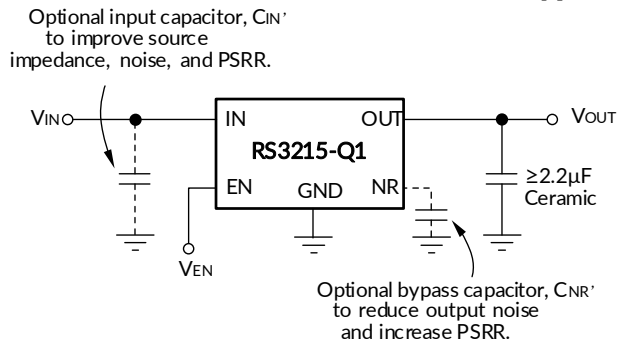 Optional input capacitor, CIN’
to improve source
impedance, noise, and PSRR.
VIN
IN
OUT
VOUT
RS3215-Q1
EN
GND
NR
≥2.2μF
Ceramic
VEN
Optional bypass capacitor, CNR’
to reduce output noise
and increase PSRR.